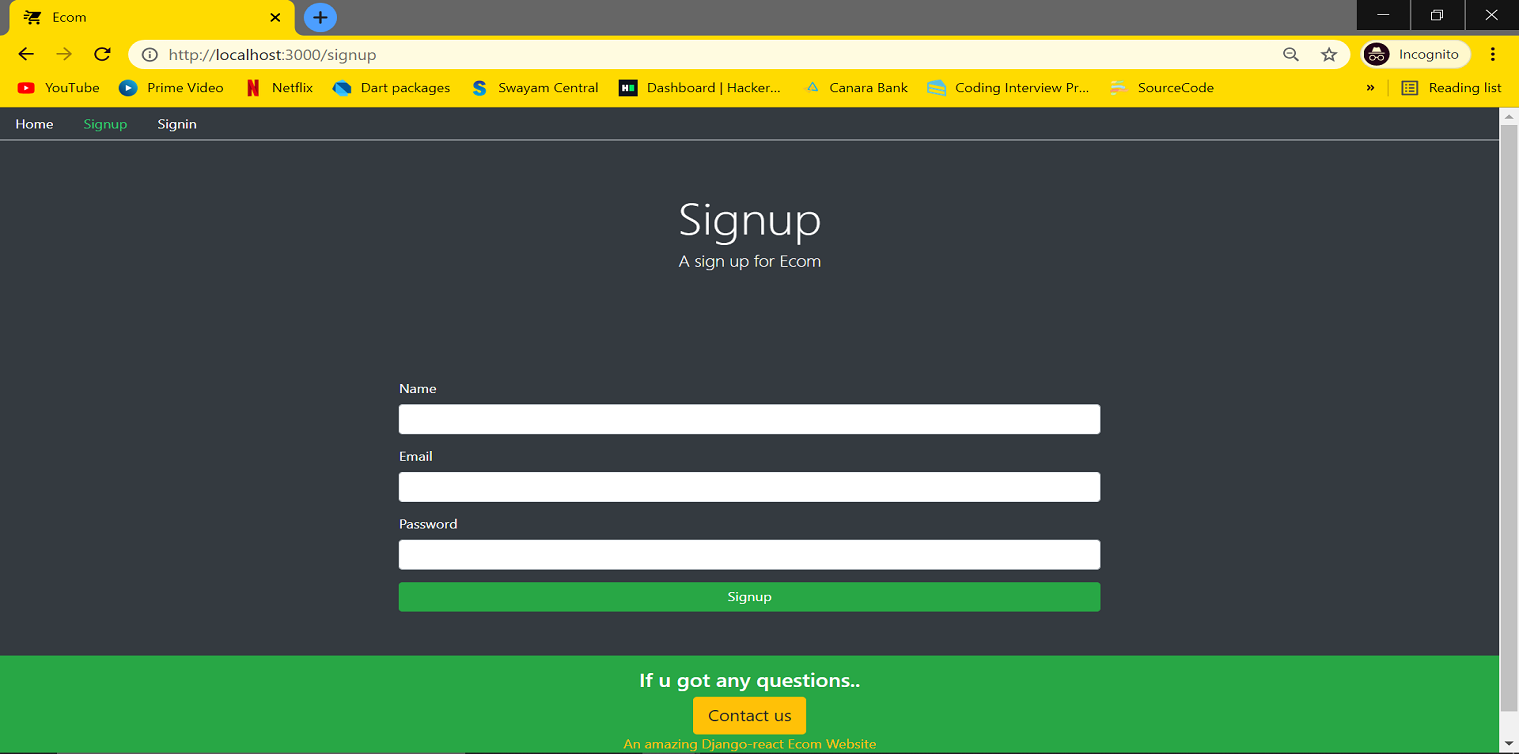 Ecom
http://localhost:3000/signup
Incognito
YouTube Prime Video Netflix Dart packages Swayam Central Dashboard | Hacker... Canara Bank Coding Interview Pr... SourceCode » Reading list
Home Signup Signin
Signup
A sign up for Ecom
Name
Email
Password
Signup
If u got any questions..
Contact us
An amazing Django-react Ecom Website